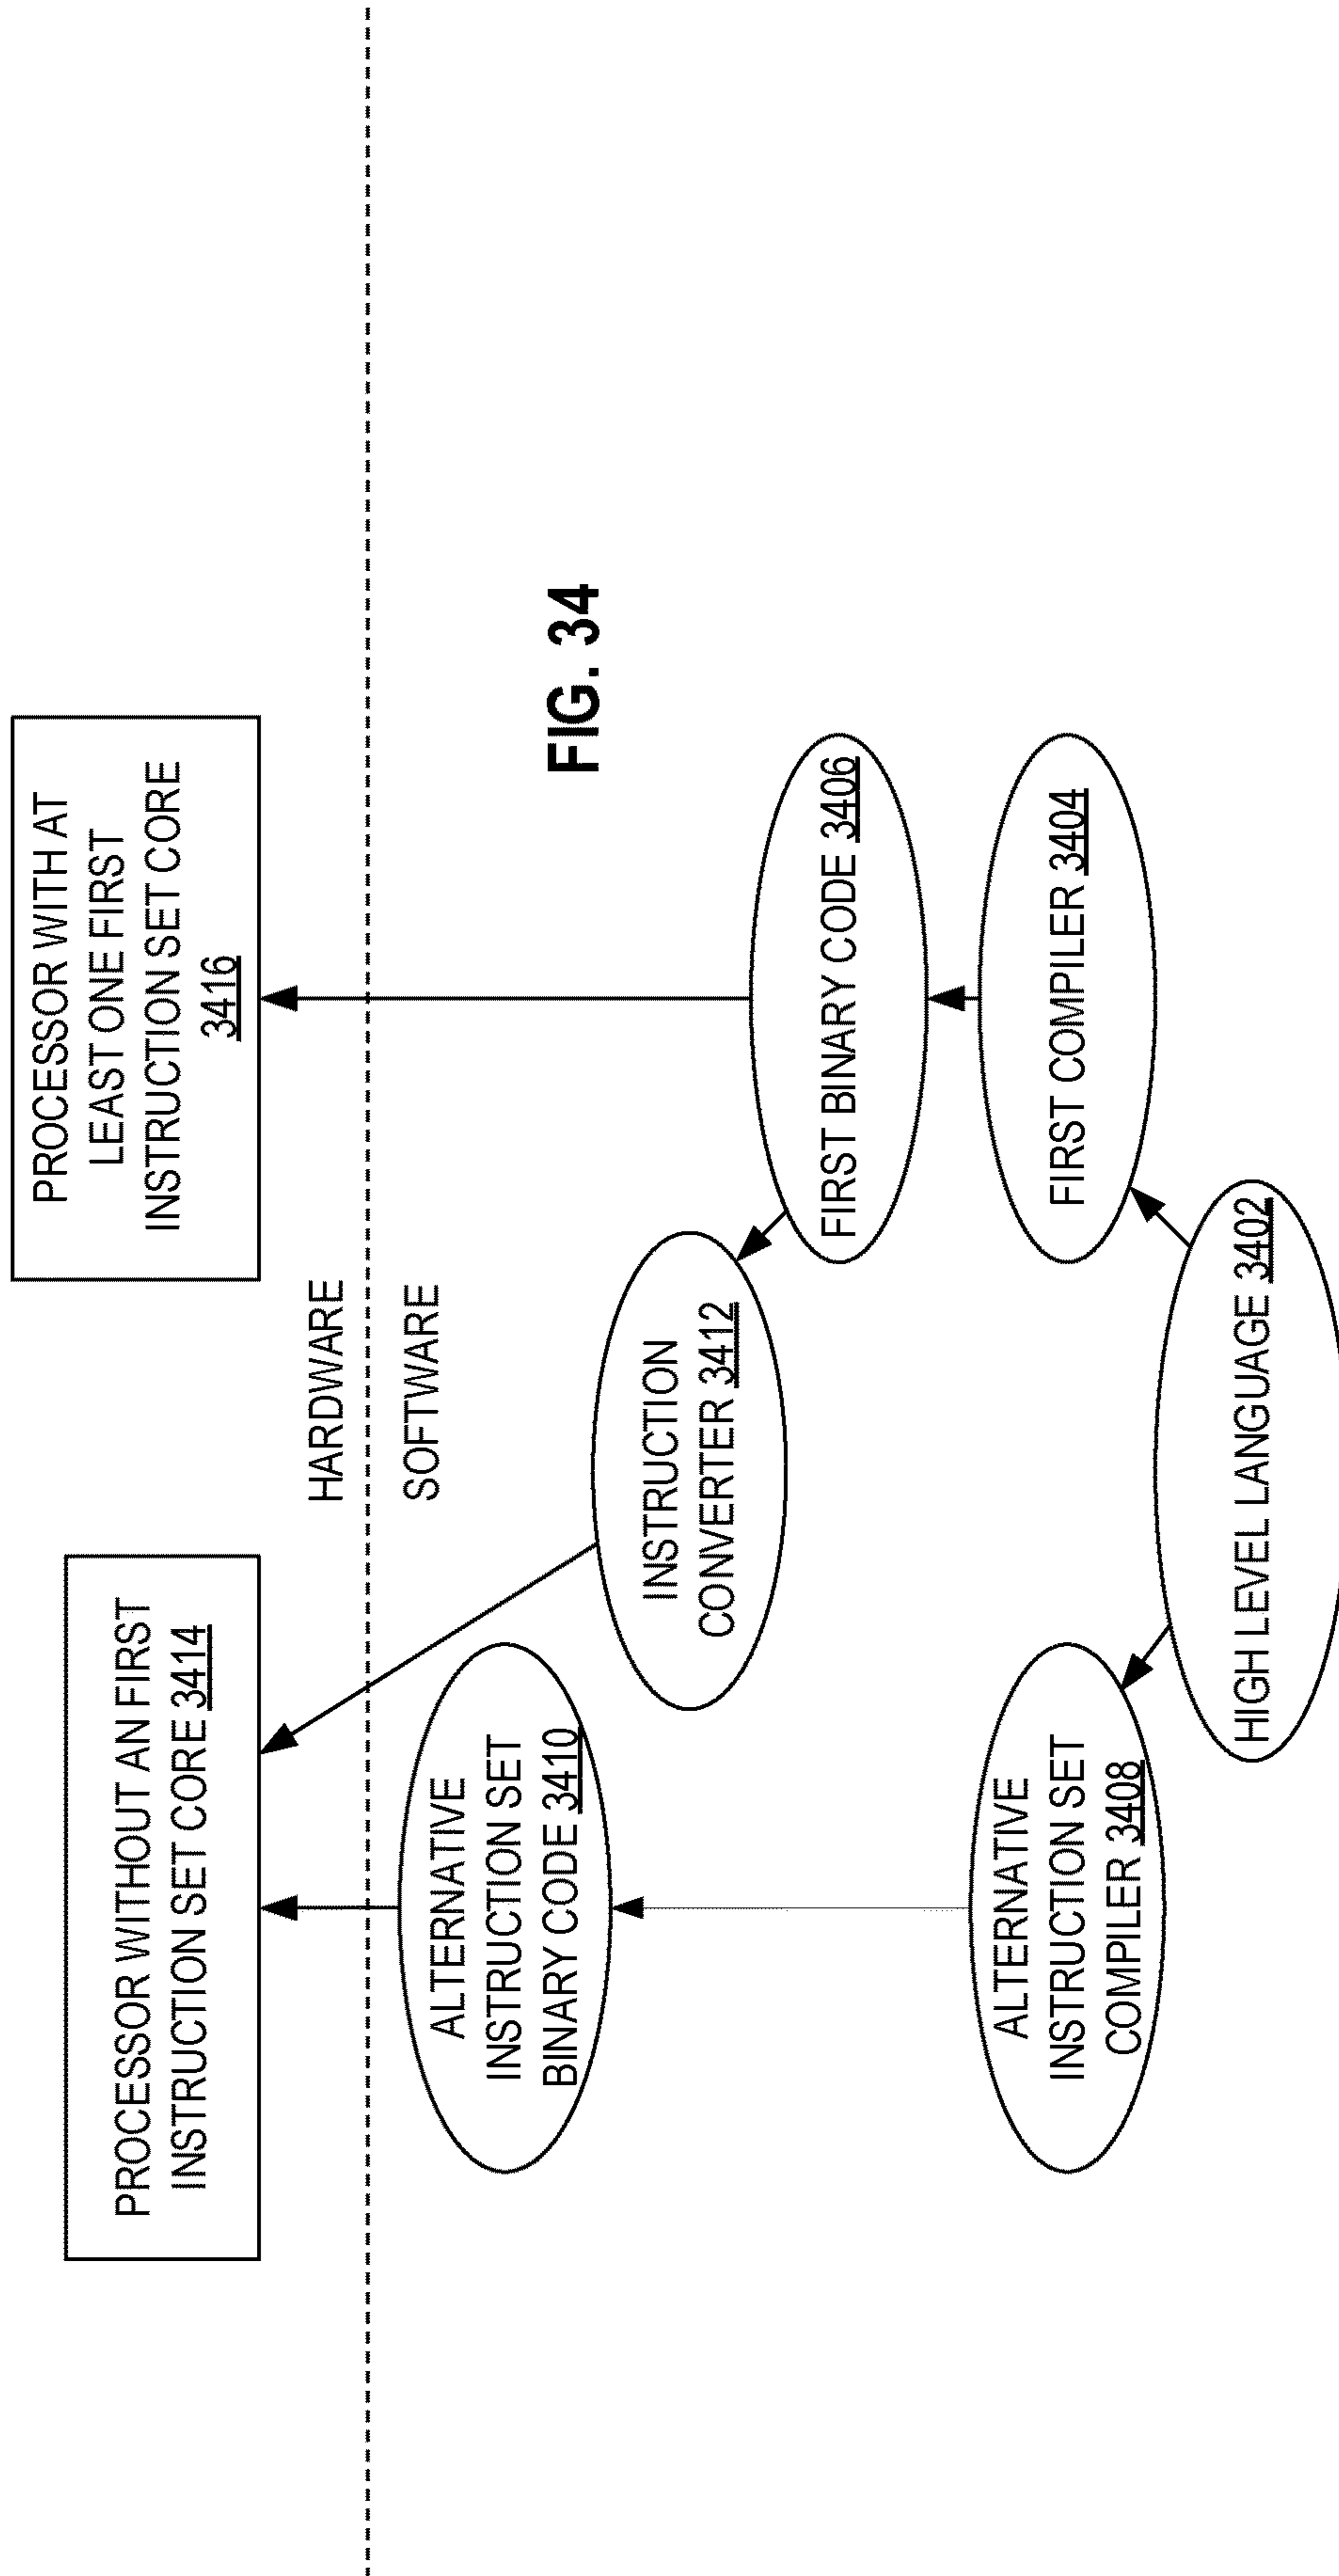 PROCESSOR WITHOUT AN FIRST
INSTRUCTION SET CORE 3414
PROCESSOR WITH AT
LEAST ONE FIRST
INSTRUCTION SET CORE
3416
HARDWARE
SOFTWARE
ALTERNATIVE
INSTRUCTION SET
BINARY CODE 3410
INSTRUCTION
CONVERTER 3412
FIG. 34
FIRST BINARY CODE 3406
ALTERNATIVE
INSTRUCTION SET
COMPILER 3408
FIRST COMPILER 3404
HIGH LEVEL LANGUAGE 3402